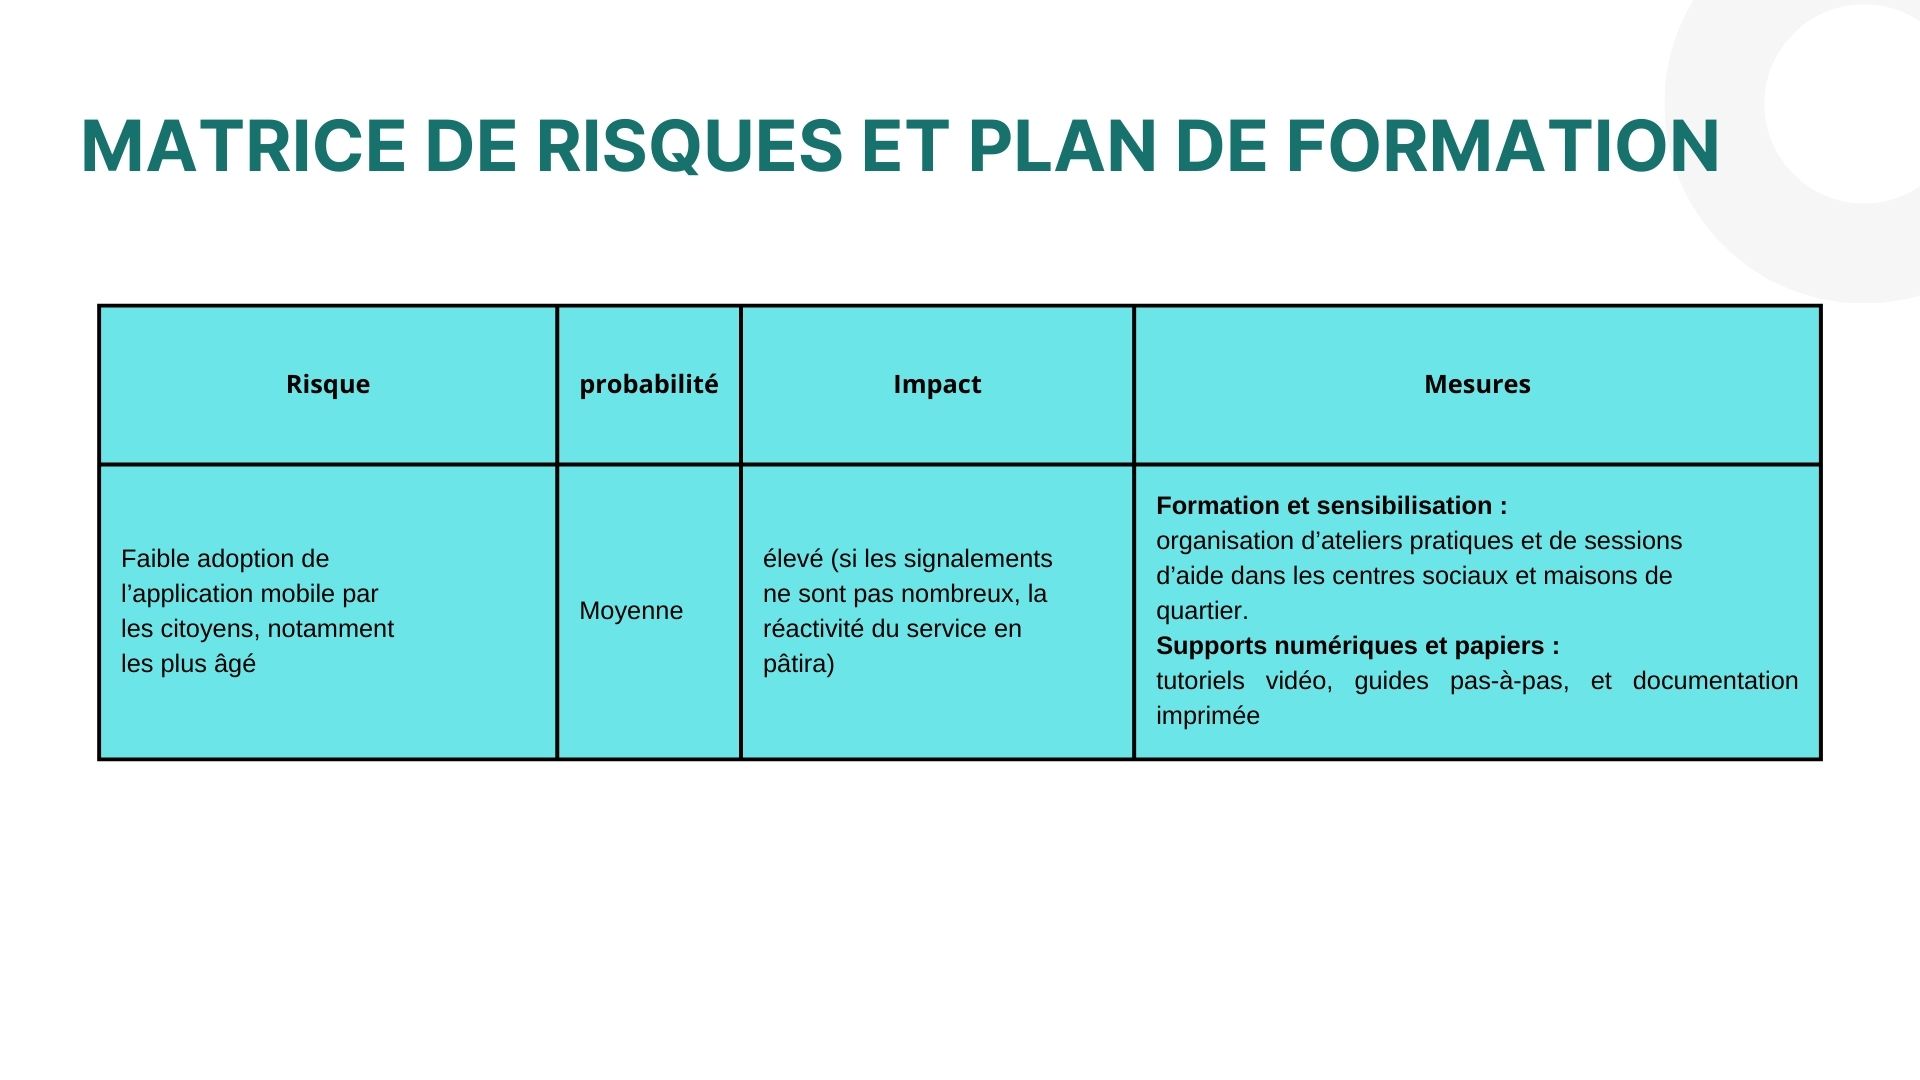 MATRICE DE RISQUES ET PLAN DE FORMATION
Risque
probabilité
Impact
Mesures
Faible adoption de
l’application mobile par
les citoyens, notamment
les plus âgé
Moyenne
élevé (si les signalements
ne sont pas nombreux, la
réactivité du service en
pâtira)
Formation et sensibilisation :
organisation d’ateliers pratiques et de sessions
d’aide dans les centres sociaux et maisons de
quartier.
Supports numériques et papiers :
tutoriels vidéo, guides pas-à-pas, et documentation
imprimée